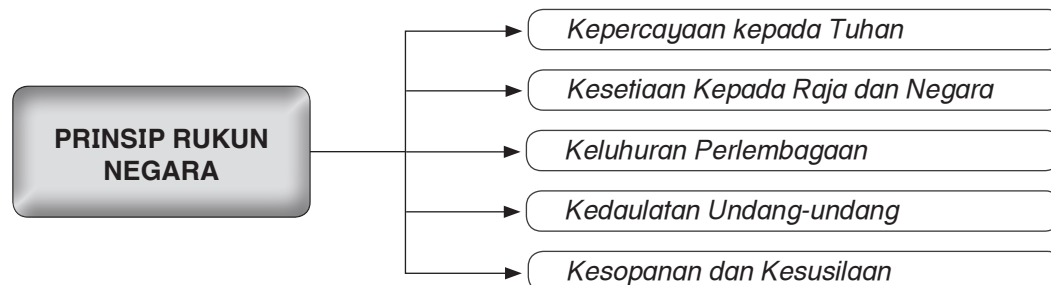 PRINSIP RUKUN
NEGARA
Kepercayaan kepada Tuhan
Kesetiaan Kepada Raja dan Negara
Keluhuran Perlembagaan
Kedaulatan Undang-undang
Kesopanan dan Kesusilaan